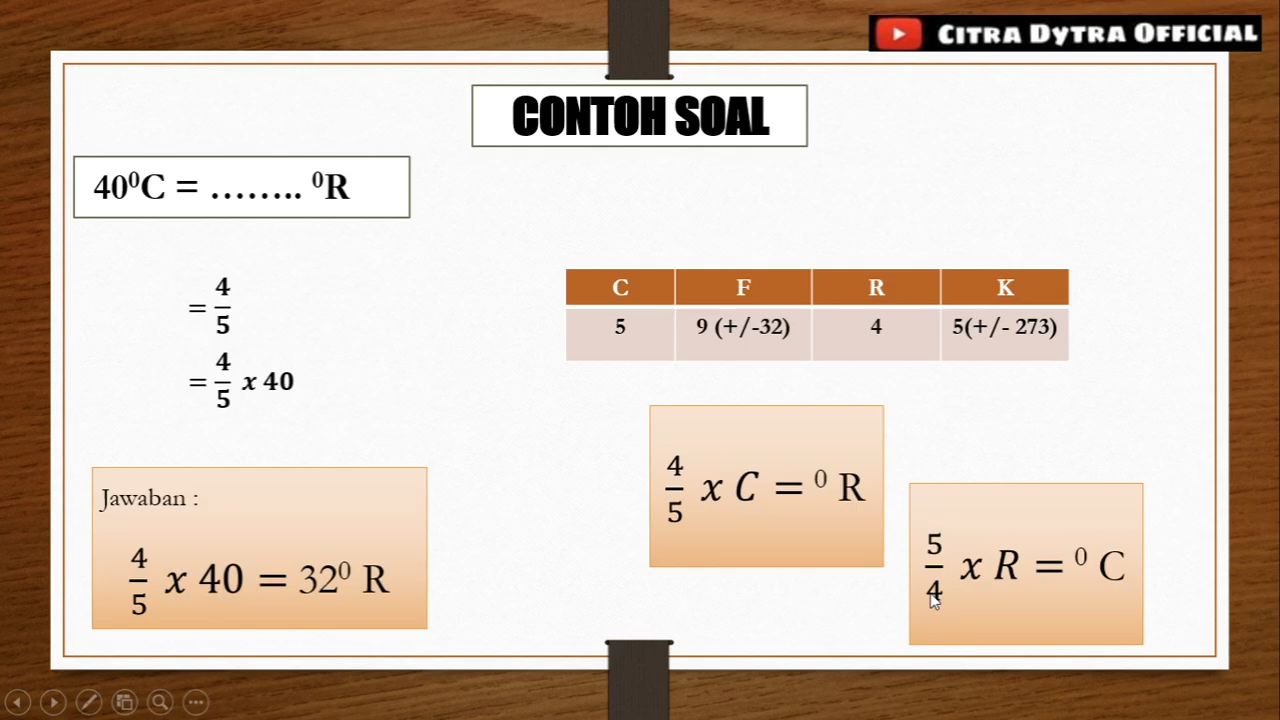 CITRA DYTRA OFFICIAL
CONTOH SOAL
40⁰C = …….. ⁰R
= 4/5
= 4/5 x 40
C F R K
5 9 (+/-32) 4 5(+/- 273)
4/5 x C = ⁰ R
5/4 x R = ⁰ C
Jawaban :
4/5 x 40 = 32⁰ R